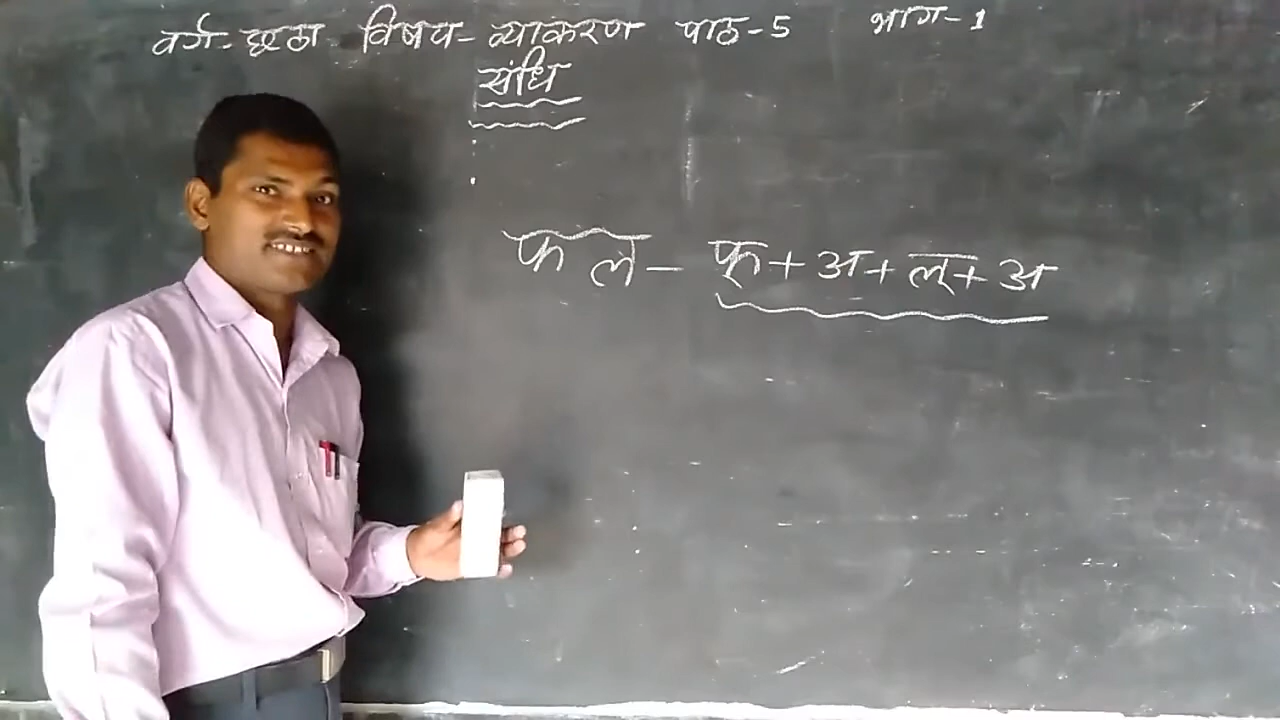 वर्ग-छठा विषय-व्याकरण पाठ-5 भाग-1
संधि
फल - फ्+अ+ल्+अ